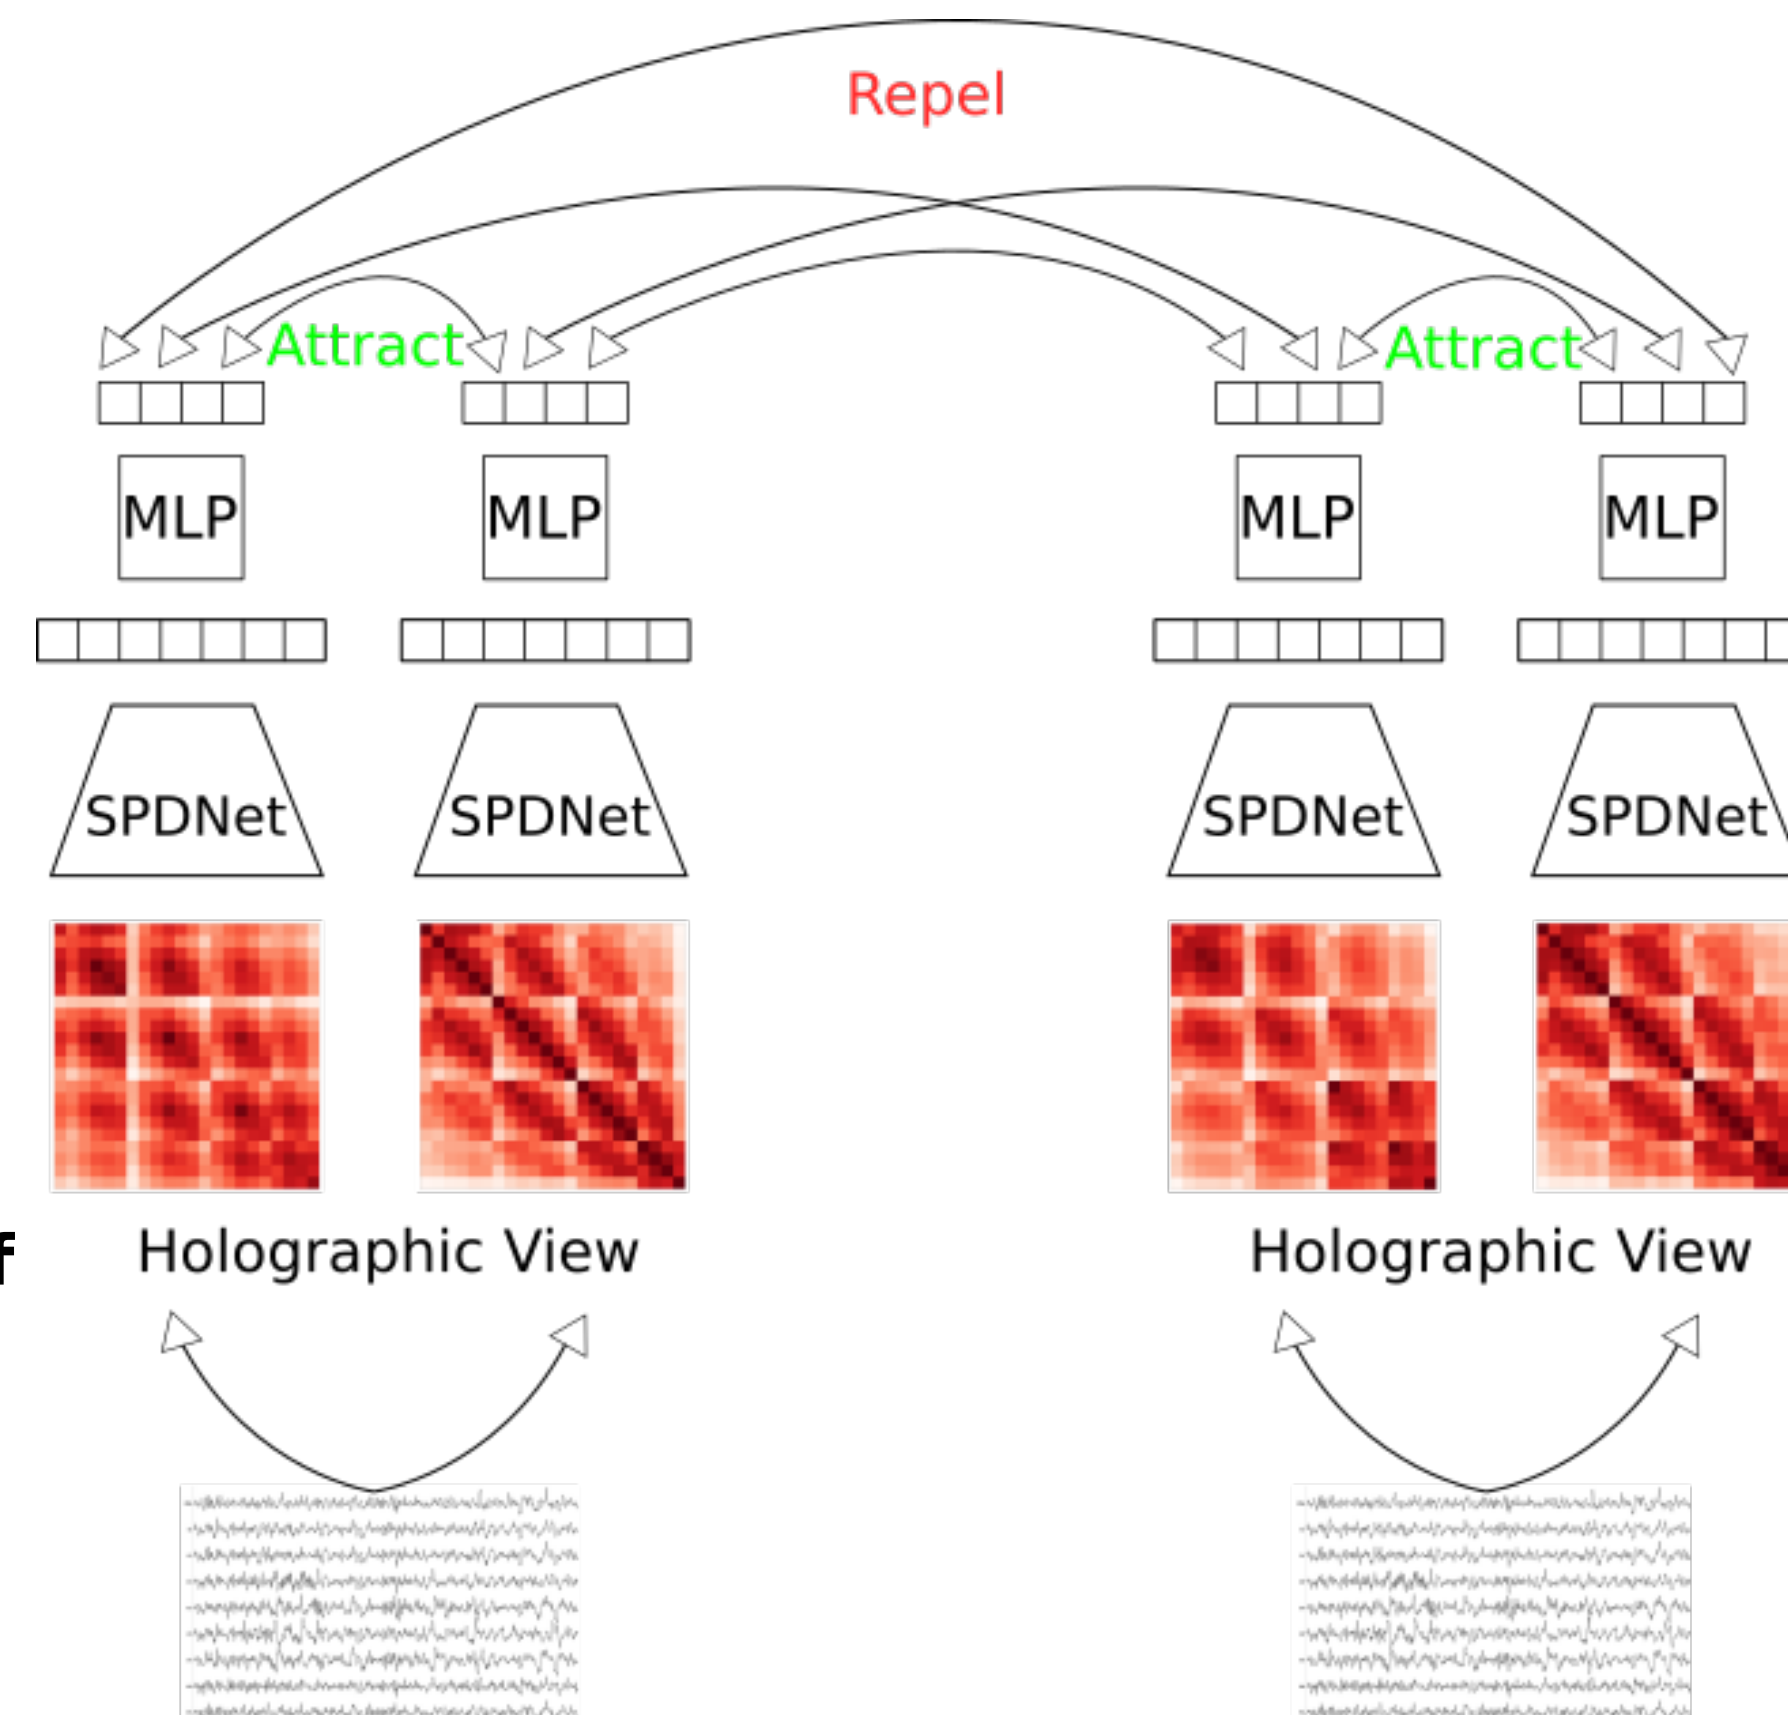 Repel
Attract Attract
MLP MLP MLP MLP
SPDNet SPDNet SPDNet SPDNet
f Holographic View Holographic View